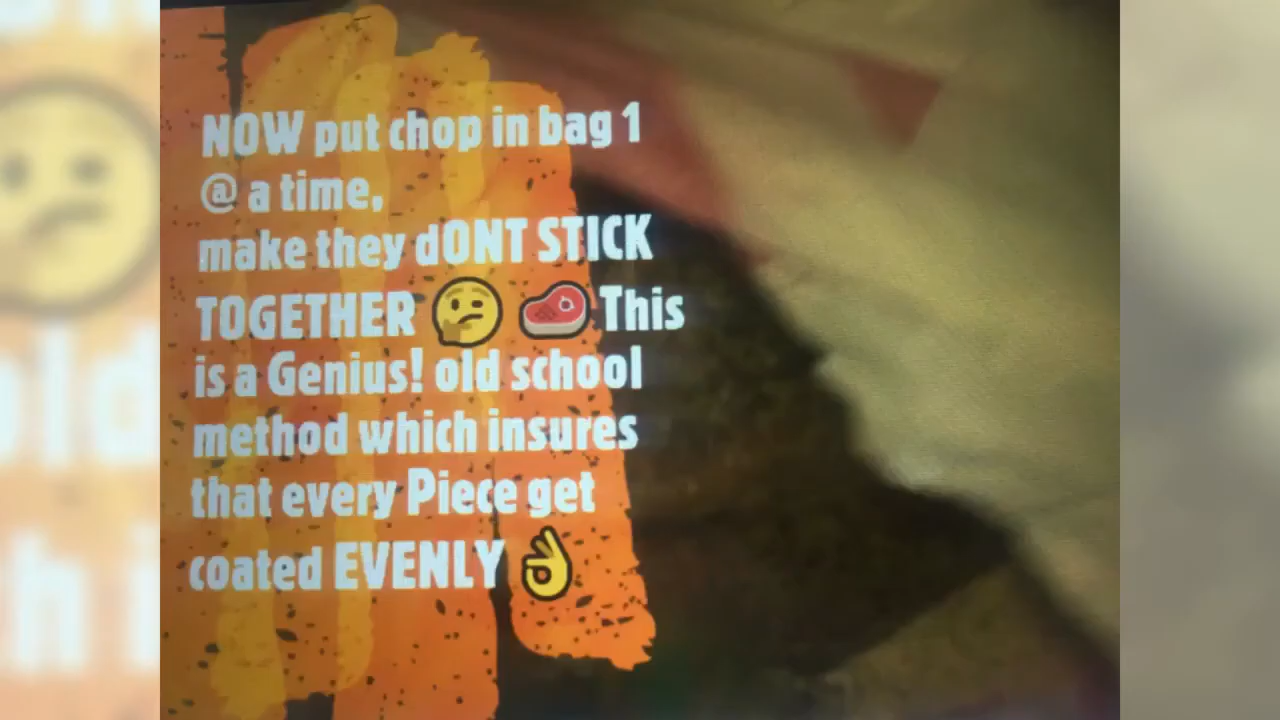 NOW put chop in bag 1
@ a time,
make they dONT STICK
TOGETHER 🤔 🥩 This
is a Genius! old school
method which insures
that every Piece get
coated EVENLY 👌